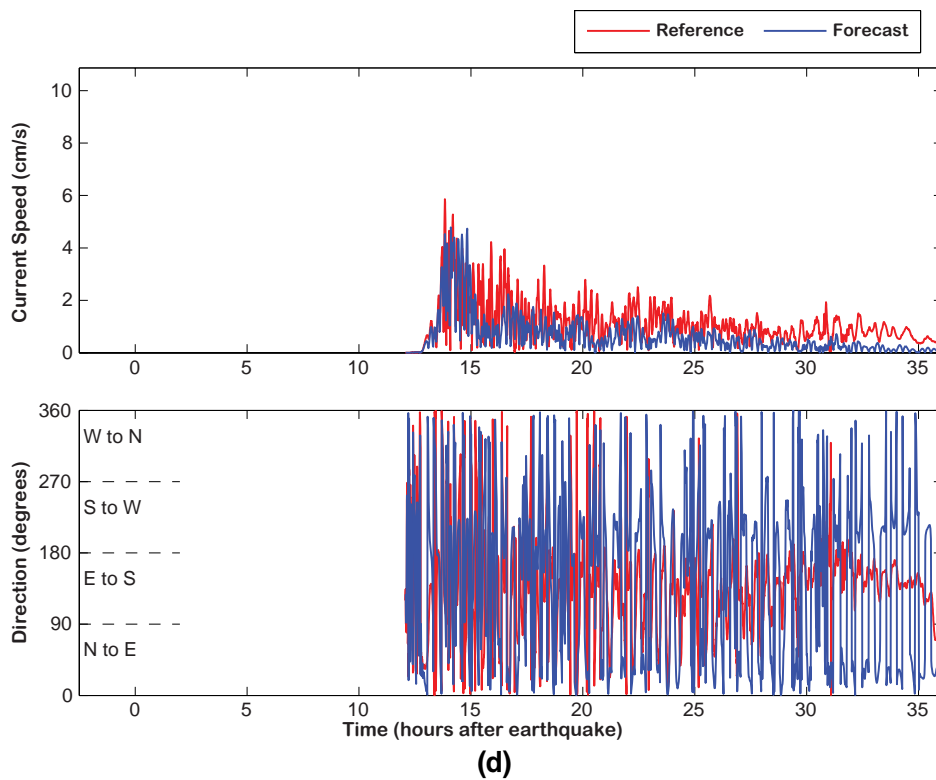 Reference Forecast
Current Speed (cm/s)
10
8
6
4
2
0
0 5 10 15 20 25 30 35
Direction (degrees)
360
W to N
270
S to W
180
E to S
90
N to E
0
0 5 10 15 20 25 30 35
Time (hours after earthquake)
(d)